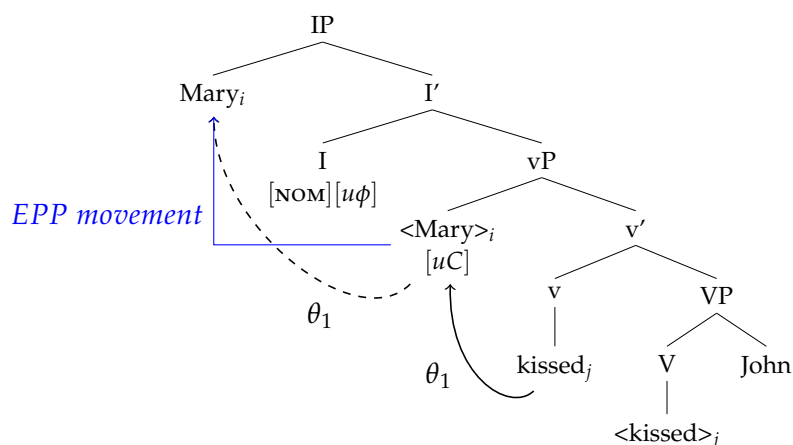 IP
Maryᵢ I’
I vP
[NOM][uϕ]
EPP movement <Mary>ᵢ v’
[uC]
v VP
θ₁
kissedⱼ V John
θ₁
<kissed>ⱼ